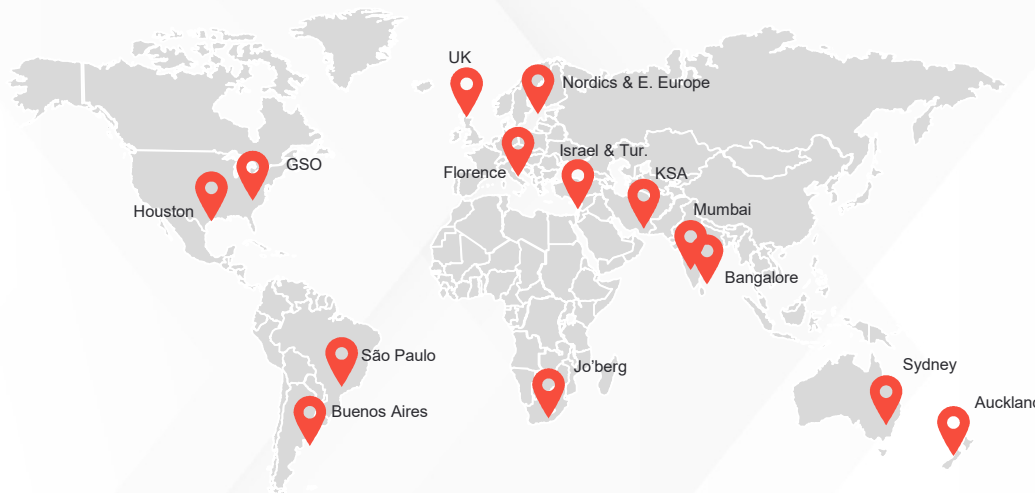 UK
Nordics & E. Europe
Israel & Tur.
GSO
Florence
KSA
Houston
Mumbai
Bangalore
São Paulo
Jo'berg
Sydney
Buenos Aires
Auckland